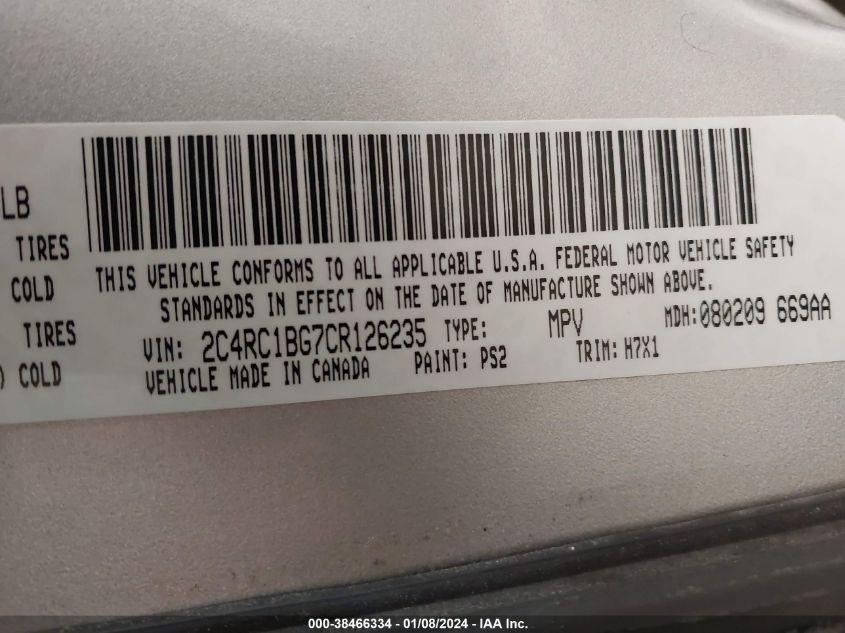 LB
TIRES
COLD
TIRES
) COLD
THIS VEHICLE CONFORMS TO ALL APPLICABLE U.S.A. FEDERAL MOTOR VEHICLE SAFETY
STANDARDS IN EFFECT ON THE DATE OF MANUFACTURE SHOWN ABOVE.
VIN: 2C4RC1BG7CR126235 TYPE: MPV MDH:080209 669AA
VEHICLE MADE IN CANADA PAINT: PS2 TRIM: H7X1
000-38466334 - 01/08/2024 - IAA Inc.